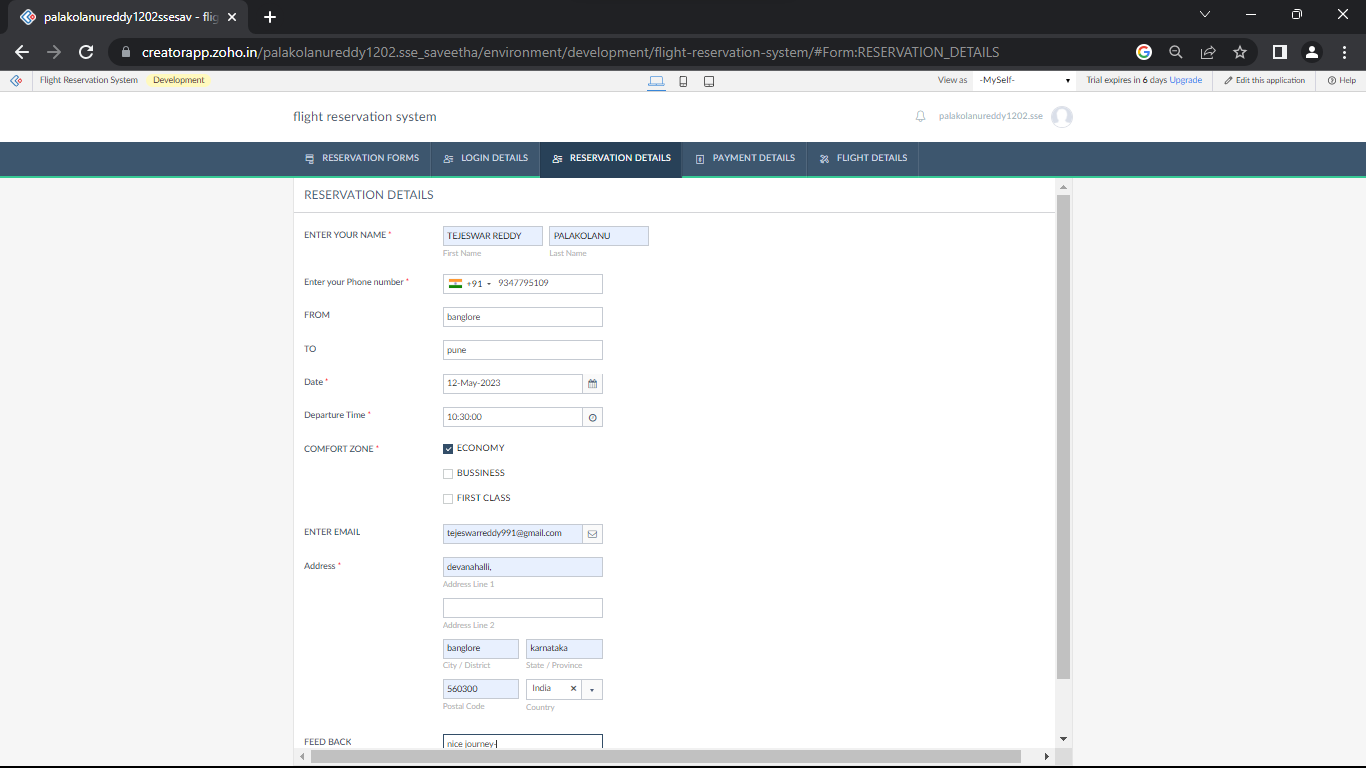 palakolanureddy1202ssesav - flig
creatorapp.zoho.in/palakolanureddy1202.sse_saveetha/environment/development/flight-reservation-system/#Form:RESERVATION_DETAILS
Flight Reservation System Development View as -MySelf- Trial expires in 6 days Upgrade Edit this application Help
flight reservation system palakolanureddy1202.sse
RESERVATION FORMS LOGIN DETAILS RESERVATION DETAILS PAYMENT DETAILS FLIGHT DETAILS
RESERVATION DETAILS
ENTER YOUR NAME * TEJESWAR REDDY PALAKOLANU
First Name Last Name
Enter your Phone number * +91 9347795109
FROM banglore
TO pune
Date * 12-May-2023
Departure Time * 10:30:00
COMFORT ZONE * ECONOMY
BUSSINESS
FIRST CLASS
ENTER EMAIL tejeswarreddy991@gmail.com
Address * devanahalli,
Address Line 1
Address Line 2
banglore karnataka
City / District State / Province
560300 India
Postal Code Country
FEED BACK nice journey-